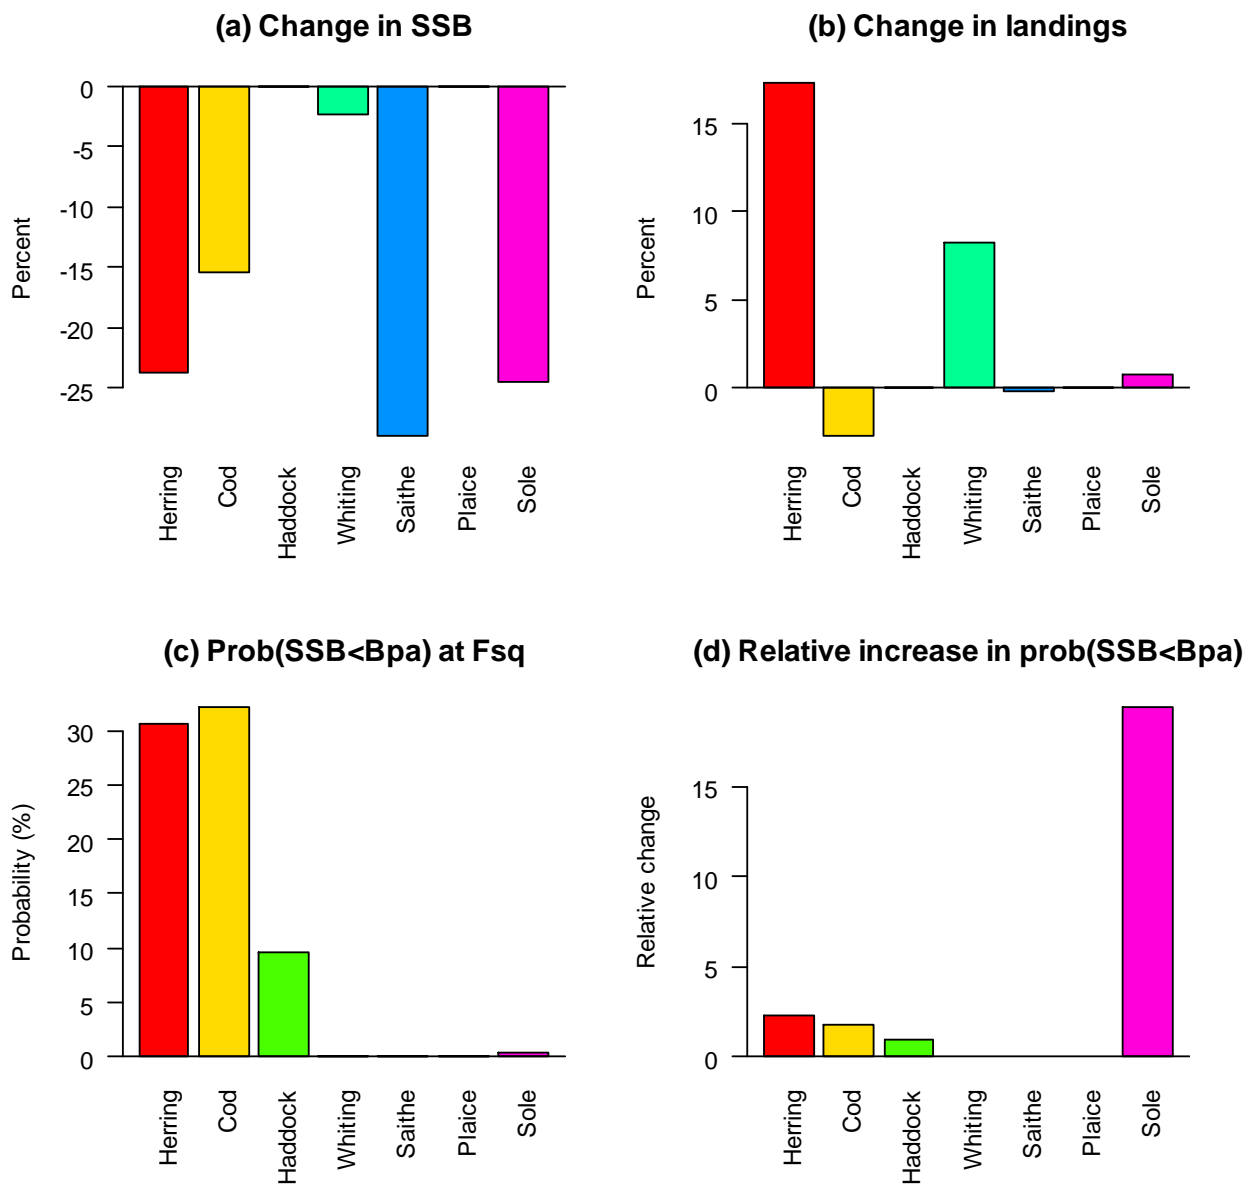 (a) Change in SSB
Percent
0
-5
-10
-15
-20
-25
Herring
Cod
Haddock
Whiting
Saithe
Plaice
Sole
(b) Change in landings
Percent
15
10
5
0
Herring
Cod
Haddock
Whiting
Saithe
Plaice
Sole
(c) Prob(SSB<Bpa) at Fsq
Probability (%)
30
25
20
15
10
5
0
Herring
Cod
Haddock
Whiting
Saithe
Plaice
Sole
(d) Relative increase in prob(SSB<Bpa)
Relative change
15
10
5
0
Herring
Cod
Haddock
Whiting
Saithe
Plaice
Sole